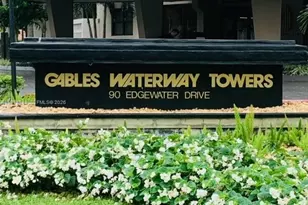 GABLES WATERWAY TOWERS
90 EDGEWATER DRIVE